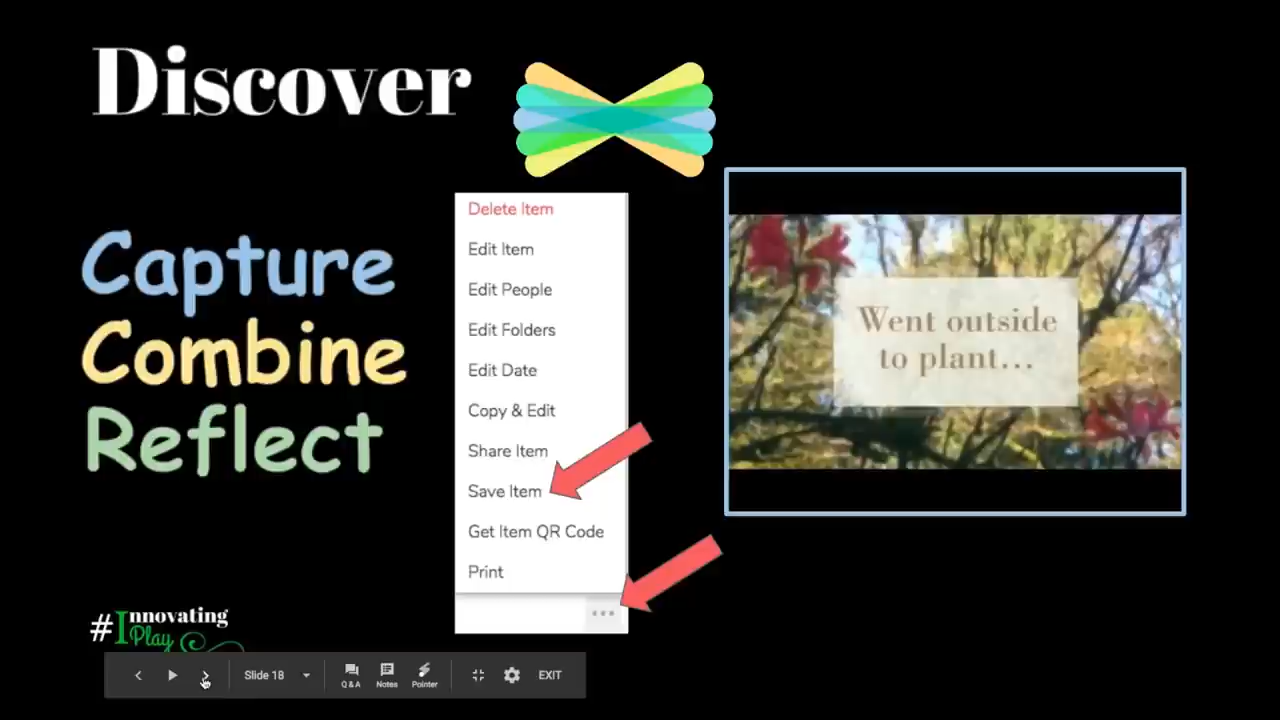 Discover
Capture
Combine
Reflect
Delete Item
Edit Item
Edit People
Edit Folders
Edit Date
Copy & Edit
Share Item
Save Item
Get Item QR Code
Print
Went outside
to plant...
#Innovating
Play
Slide 18
Q & A
Notes
Pointer
EXIT